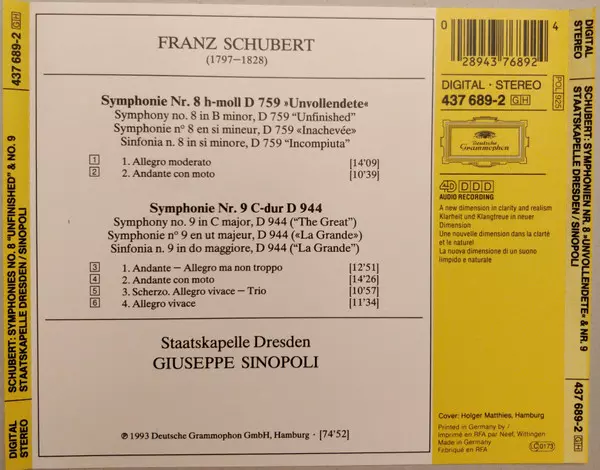 DIGITAL
STEREO
SCHUBERT: SYMPHONIES NO. 8 "UNFINISHED" & NO. 9
STAATSKAPELLE DRESDEN / SINOPOLI
437 689-2 GH
FRANZ SCHUBERT
(1797–1828)
Symphonie Nr. 8 h-moll D 759 »Unvollendete«
Symphony no. 8 in B minor, D 759 “Unfinished”
Symphonie n° 8 en si mineur, D 759 «Inachevée»
Sinfonia n. 8 in si minore, D 759 “Incompiuta”
1 1. Allegro moderato [14'09]
2 2. Andante con moto [10'39]
Symphonie Nr. 9 C-dur D 944
Symphony no. 9 in C major, D 944 (“The Great”)
Symphonie n° 9 en ut majeur, D 944 («La Grande»)
Sinfonia n. 9 in do maggiore, D 944 (“La Grande”)
3 1. Andante – Allegro ma non troppo [12'51]
4 2. Andante con moto [14'26]
5 3. Scherzo. Allegro vivace – Trio [10'57]
6 4. Allegro vivace [11'34]
Staatskapelle Dresden
GIUSEPPE SINOPOLI
℗ 1993 Deutsche Grammophon GmbH, Hamburg · [74'52]
0 4
28943 76892
DIGITAL · STEREO
437 689-2 GH
POL 925
Deutsche
Grammophon
4D DDD
AUDIO RECORDING
A new dimension in clarity and realism
Klarheit und Klangtreue in neuer
Dimension
Une nouvelle dimension dans la clarté
et le naturel
La nuova dimensione di un suono
limpido e naturale
Cover: Holger Matthies, Hamburg
Printed in Germany by /
Imprimé en RFA par Neef, Wittingen
Made in Germany
Fabriqué en RFA
LC 0173
DIGITAL
STEREO
SCHUBERT: SYMPHONIEN NR. 8 »UNVOLLENDETE« & NR. 9
STAATSKAPELLE DRESDEN / SINOPOLI
437 689-2 GH